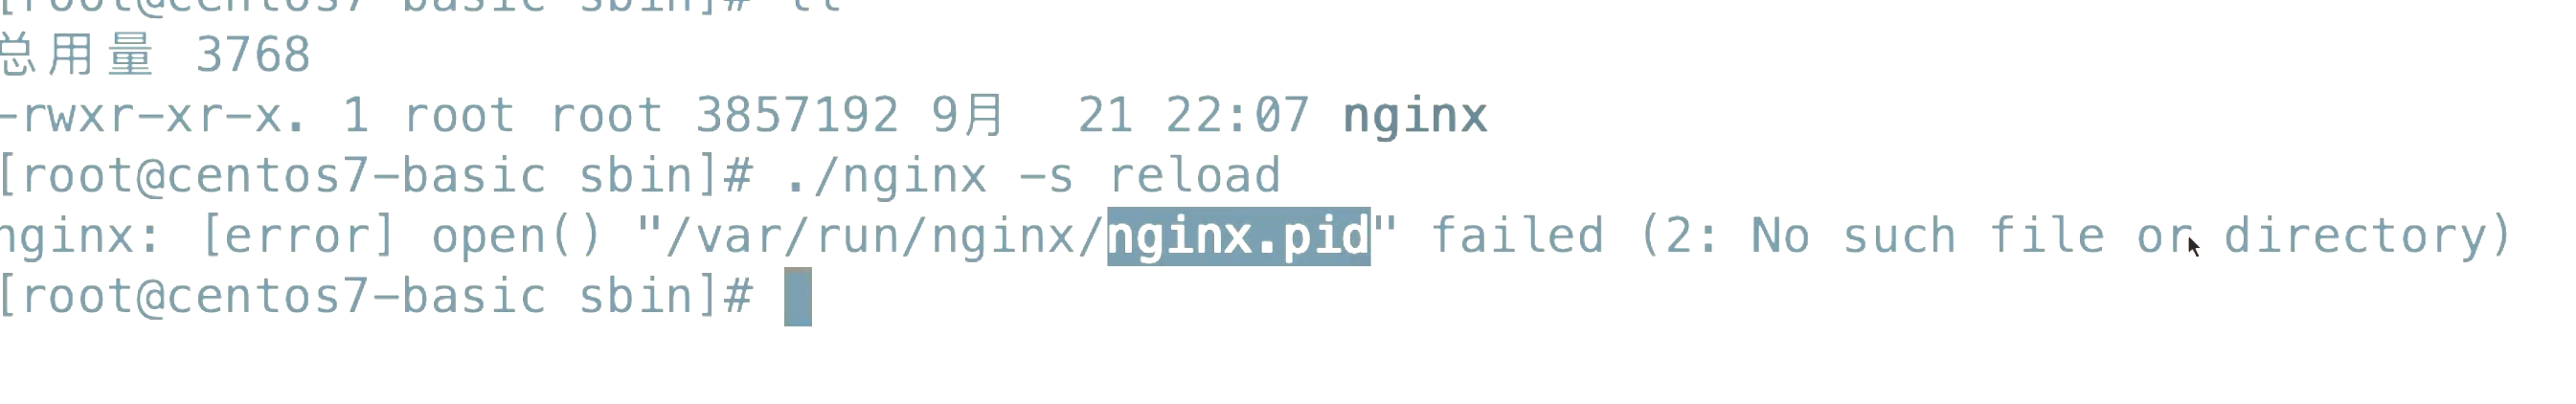 [root@centos7-basic sbin]# ll
总用量 3768
-rwxr-xr-x. 1 root root 3857192 9月  21 22:07 nginx
[root@centos7-basic sbin]# ./nginx -s reload
nginx: [error] open() "/var/run/nginx/nginx.pid" failed (2: No such file or directory)
[root@centos7-basic sbin]#